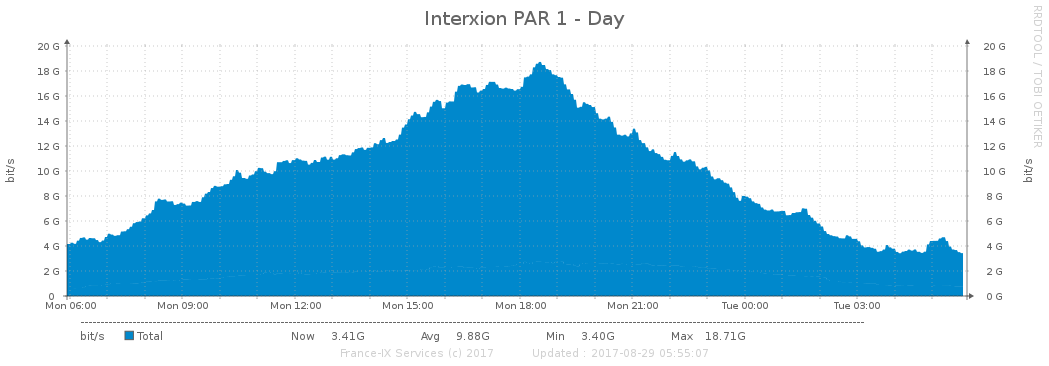 Interxion PAR 1 - Day
RRDTOOL / TOBI OETIKER
20 G 20 G
18 G 18 G
16 G 16 G
14 G 14 G
12 G 12 G
10 G 10 G
8 G 8 G
6 G 6 G
4 G 4 G
2 G 2 G
0 0 G
bit/s
bit/s
Mon 06:00 Mon 09:00 Mon 12:00 Mon 15:00 Mon 18:00 Mon 21:00 Tue 00:00 Tue 03:00
bit/s Total Now 3.41G Avg 9.88G Min 3.40G Max 18.71G
France-IX Services (c) 2017 Updated : 2017-08-29 05:55:07